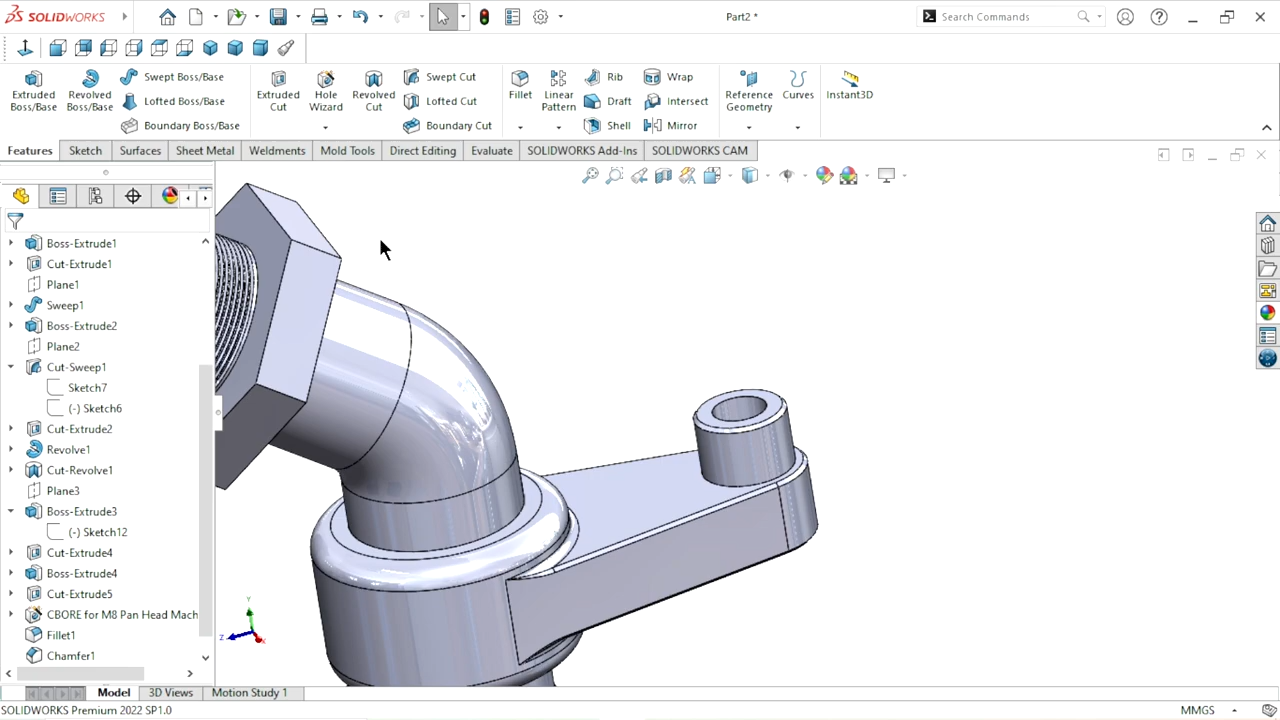 SOLIDWORKS
Part2 *
Search Commands
Extruded Boss/Base
Revolved Boss/Base
Swept Boss/Base
Lofted Boss/Base
Boundary Boss/Base
Extruded Cut
Hole Wizard
Revolved Cut
Swept Cut
Lofted Cut
Boundary Cut
Fillet
Linear Pattern
Rib
Draft
Shell
Wrap
Intersect
Mirror
Reference Geometry
Curves
Instant3D
Features
Sketch
Surfaces
Sheet Metal
Weldments
Mold Tools
Direct Editing
Evaluate
SOLIDWORKS Add-Ins
SOLIDWORKS CAM
Boss-Extrude1
Cut-Extrude1
Plane1
Sweep1
Boss-Extrude2
Plane2
Cut-Sweep1
Sketch7
(-) Sketch6
Cut-Extrude2
Revolve1
Cut-Revolve1
Plane3
Boss-Extrude3
(-) Sketch12
Cut-Extrude4
Boss-Extrude4
Cut-Extrude5
CBORE for M8 Pan Head Mach
Fillet1
Chamfer1
Y
Z
Model
3D Views
Motion Study 1
SOLIDWORKS Premium 2022 SP1.0
MMGS